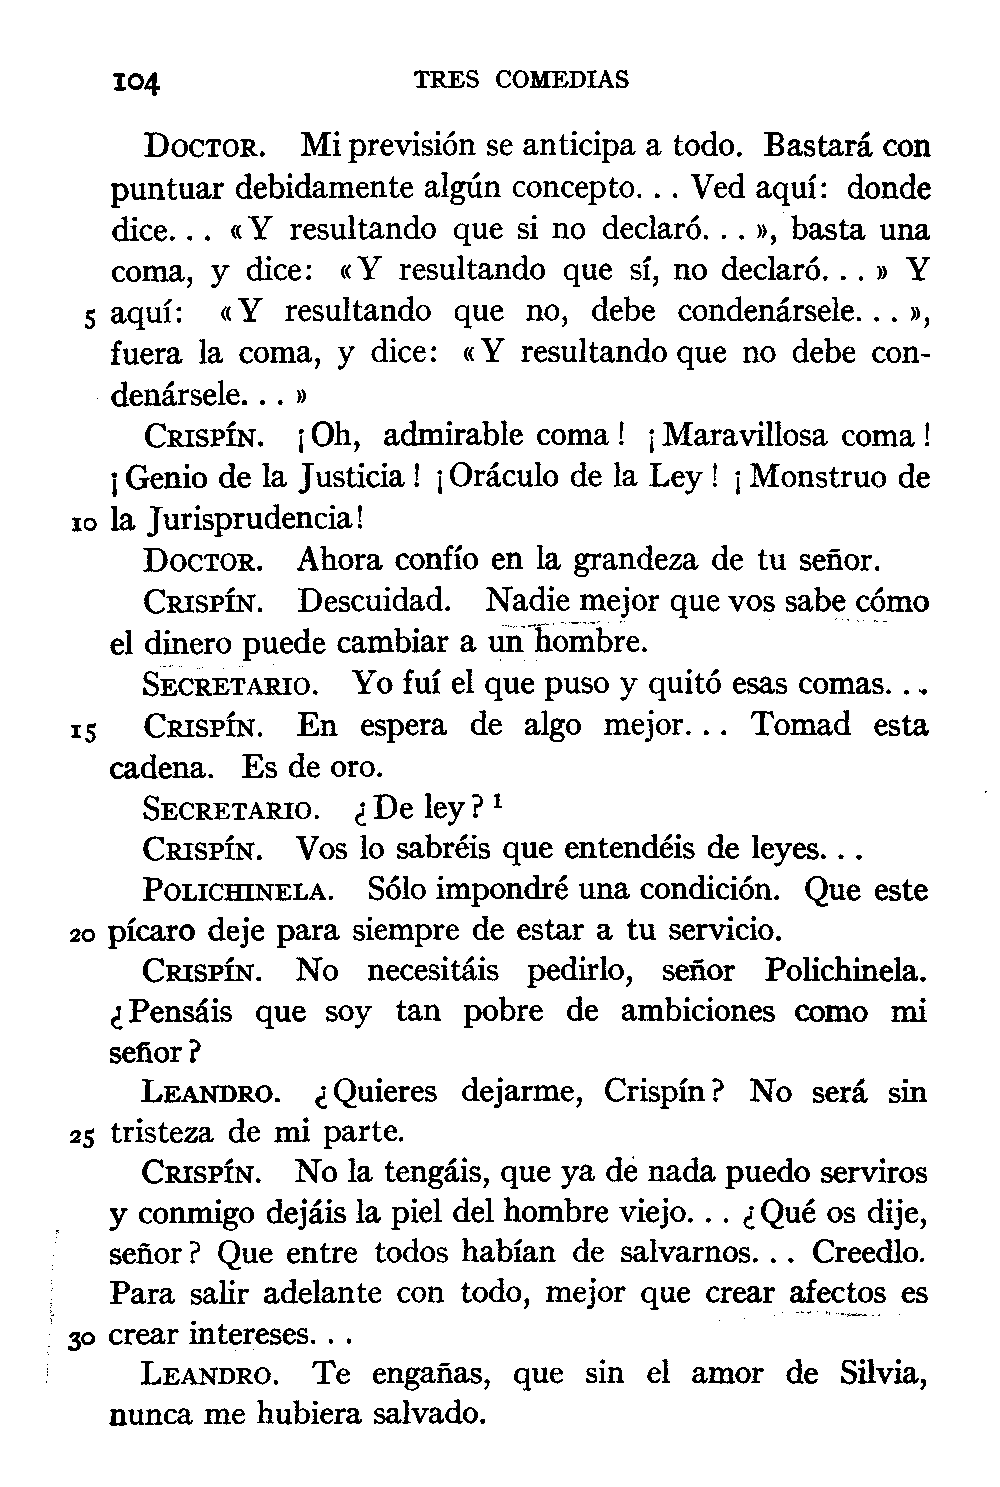 104 TRES COMEDIAS
DOCTOR. Mi previsión se anticipa a todo. Bastará con
puntuar debidamente algún concepto. . . Ved aquí: donde
dice. . . «Y resultando que si no declaró. . . », basta una
coma, y dice: «Y resultando que sí, no declaró. . . » Y
5 aquí: «Y resultando que no, debe condenársele. . . »,
fuera la coma, y dice: «Y resultando que no debe con-
denársele. . . »
CRISPÍN. ¡Oh, admirable coma! ¡Maravillosa coma!
¡Genio de la Justicia! ¡Oráculo de la Ley! ¡Monstruo de
10 la Jurisprudencia!
DOCTOR. Ahora confío en la grandeza de tu señor.
CRISPÍN. Descuidad. Nadie mejor que vos sabe cómo
el dinero puede cambiar a un hombre.
SECRETARIO. Yo fuí el que puso y quitó esas comas. . .
15 CRISPÍN. En espera de algo mejor. . . Tomad esta
cadena. Es de oro.
SECRETARIO. ¿De ley? 1
CRISPÍN. Vos lo sabréis que entendéis de leyes. . .
POLICHINELA. Sólo impondré una condición. Que este
20 pícaro deje para siempre de estar a tu servicio.
CRISPÍN. No necesitáis pedirlo, señor Polichinela.
¿Pensáis que soy tan pobre de ambiciones como mi
señor?
LEANDRO. ¿Quieres dejarme, Crispín? No será sin
25 tristeza de mi parte.
CRISPÍN. No la tengáis, que ya de nada puedo serviros
y conmigo dejáis la piel del hombre viejo. . . ¿Qué os dije,
señor? Que entre todos habían de salvarnos. . . Creedlo.
Para salir adelante con todo, mejor que crear afectos es
30 crear intereses. . .
LEANDRO. Te engañas, que sin el amor de Silvia,
nunca me hubiera salvado.